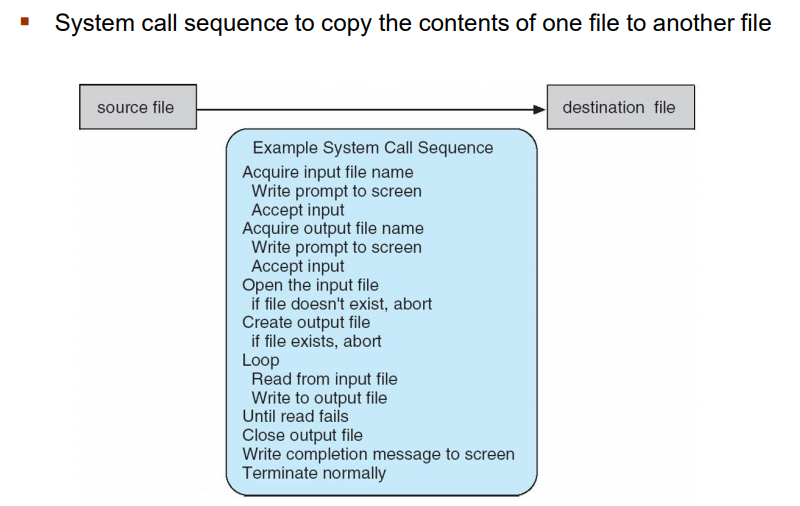 ▪ System call sequence to copy the contents of one file to another file
source file
destination file
Example System Call Sequence
Acquire input file name
Write prompt to screen
Accept input
Acquire output file name
Write prompt to screen
Accept input
Open the input file
if file doesn't exist, abort
Create output file
if file exists, abort
Loop
Read from input file
Write to output file
Until read fails
Close output file
Write completion message to screen
Terminate normally